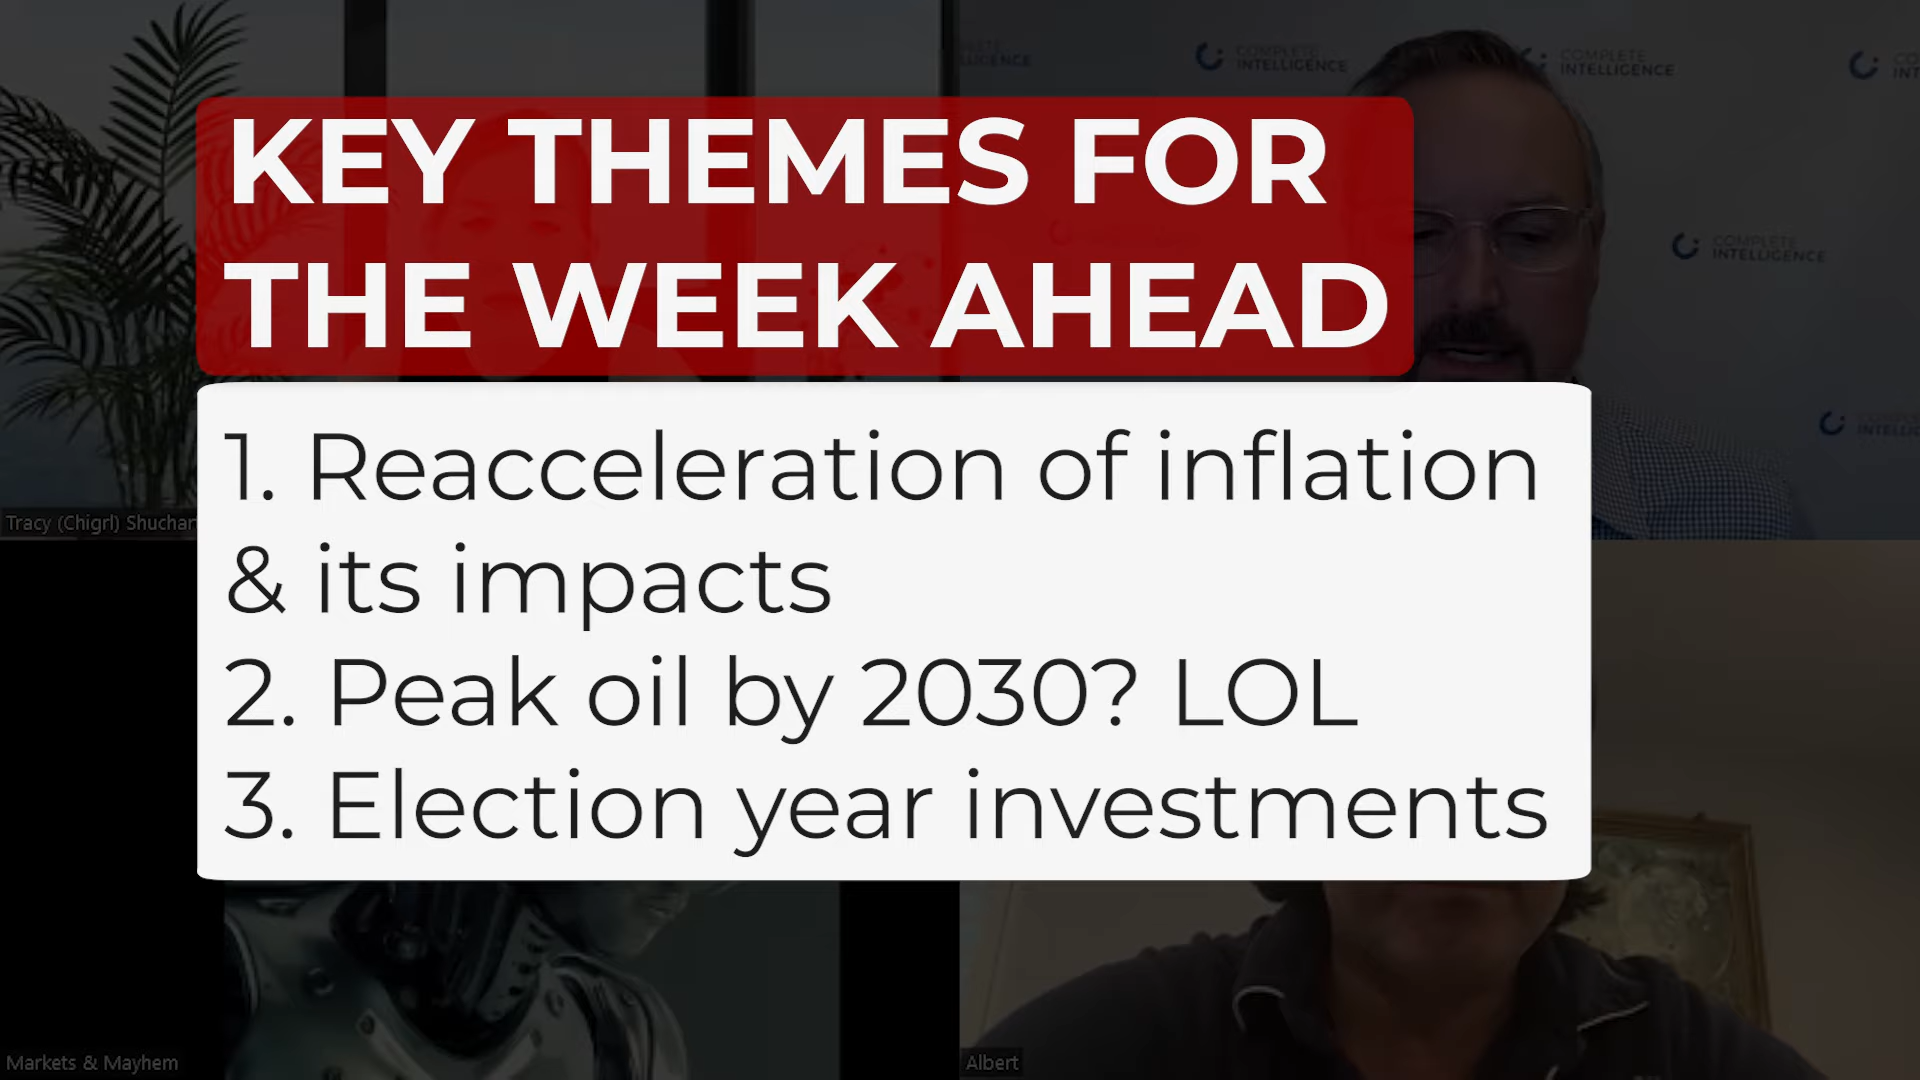 KEY THEMES FOR
THE WEEK AHEAD
1. Reacceleration of inflation
& its impacts
2. Peak oil by 2030? LOL
3. Election year investments
COMPLETE
INTELLIGENCE
COMPLETE
INTELLIGENCE
COMPLETE
INTELLIGENCE
Tracy (Chigrl) Shuchar
Markets & Mayhem
Albert